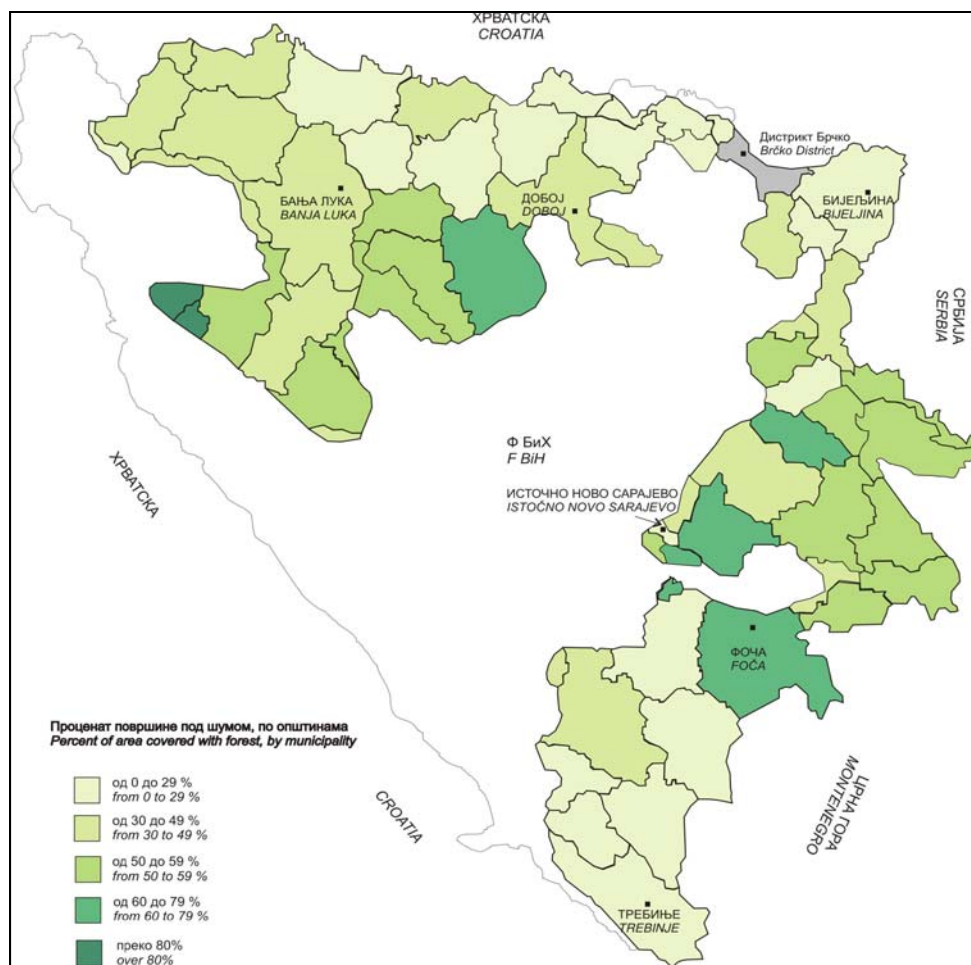 ХРВАТСКА
CROATIA
Дистрикт Брчко
Brčko District
БАЊА ЛУКА
BANJA LUKA
ДОБОЈ
DOBOJ
БИЈЕЉИНА
BIJELJINA
СРБИЈА
SERBIA
Ф БиХ
F BiH
ХРВАТСКА
ИСТОЧНО НОВО САРАЈЕВО
ISTOČNO NOVO SARAJEVO
ФОЧА
FOČA
Проценат површине под шумом, по општинама
Percent of area covered with forest, by municipality
од 0 до 29 %
from 0 to 29 %
од 30 до 49 %
from 30 to 49 %
од 50 до 59 %
from 50 to 59 %
од 60 до 79 %
from 60 to 79 %
преко 80%
over 80%
CROATIA
ЦРНА ГОРА
MONTENEGRO
ТРЕБИЊЕ
TREBINJE